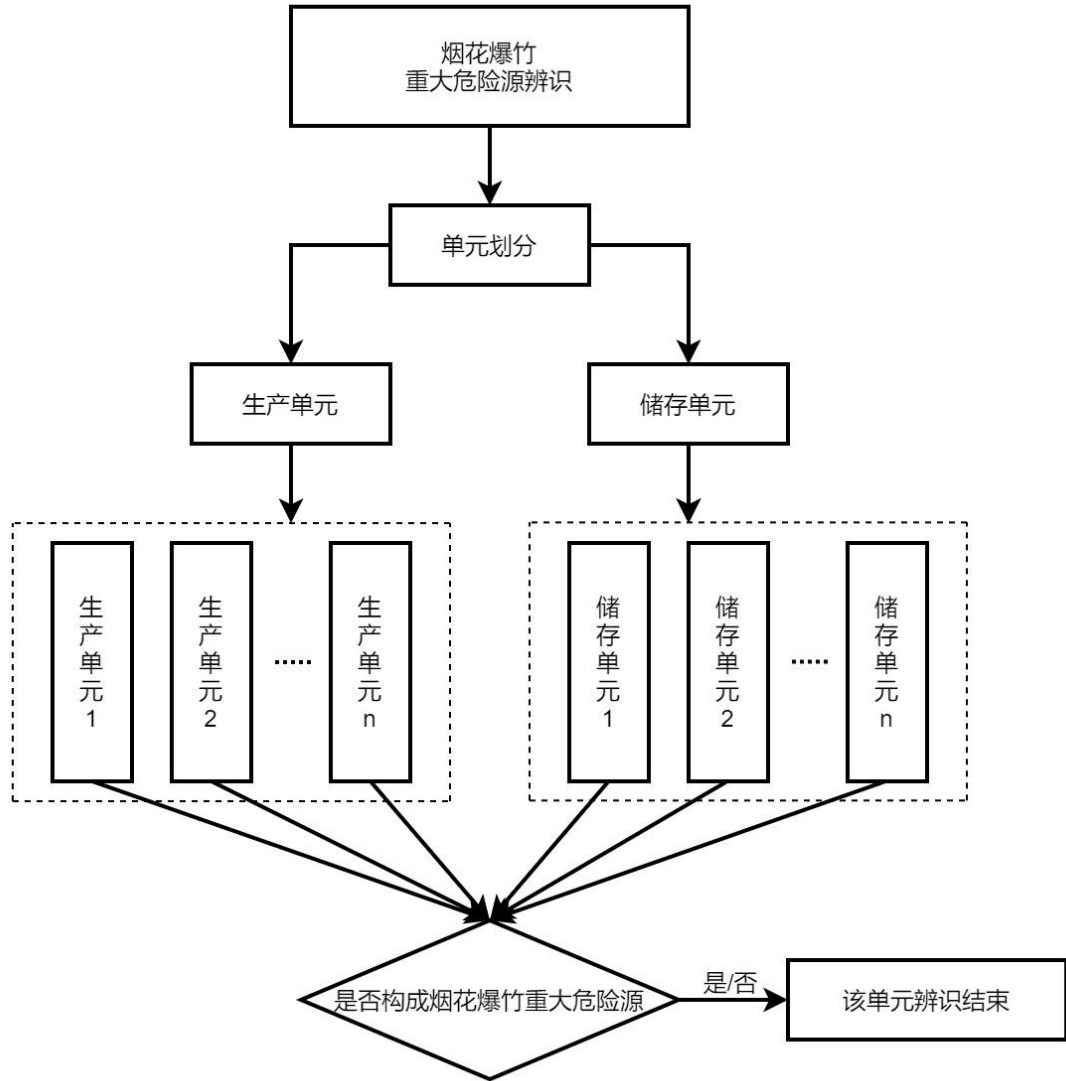 烟花爆竹
重大危险源辨识
单元划分
生产单元
储存单元
生产单元1
生产单元2
······
生产单元n
储存单元1
储存单元2
······
储存单元n
是否构成烟花爆竹重大危险源
是/否
该单元辨识结束